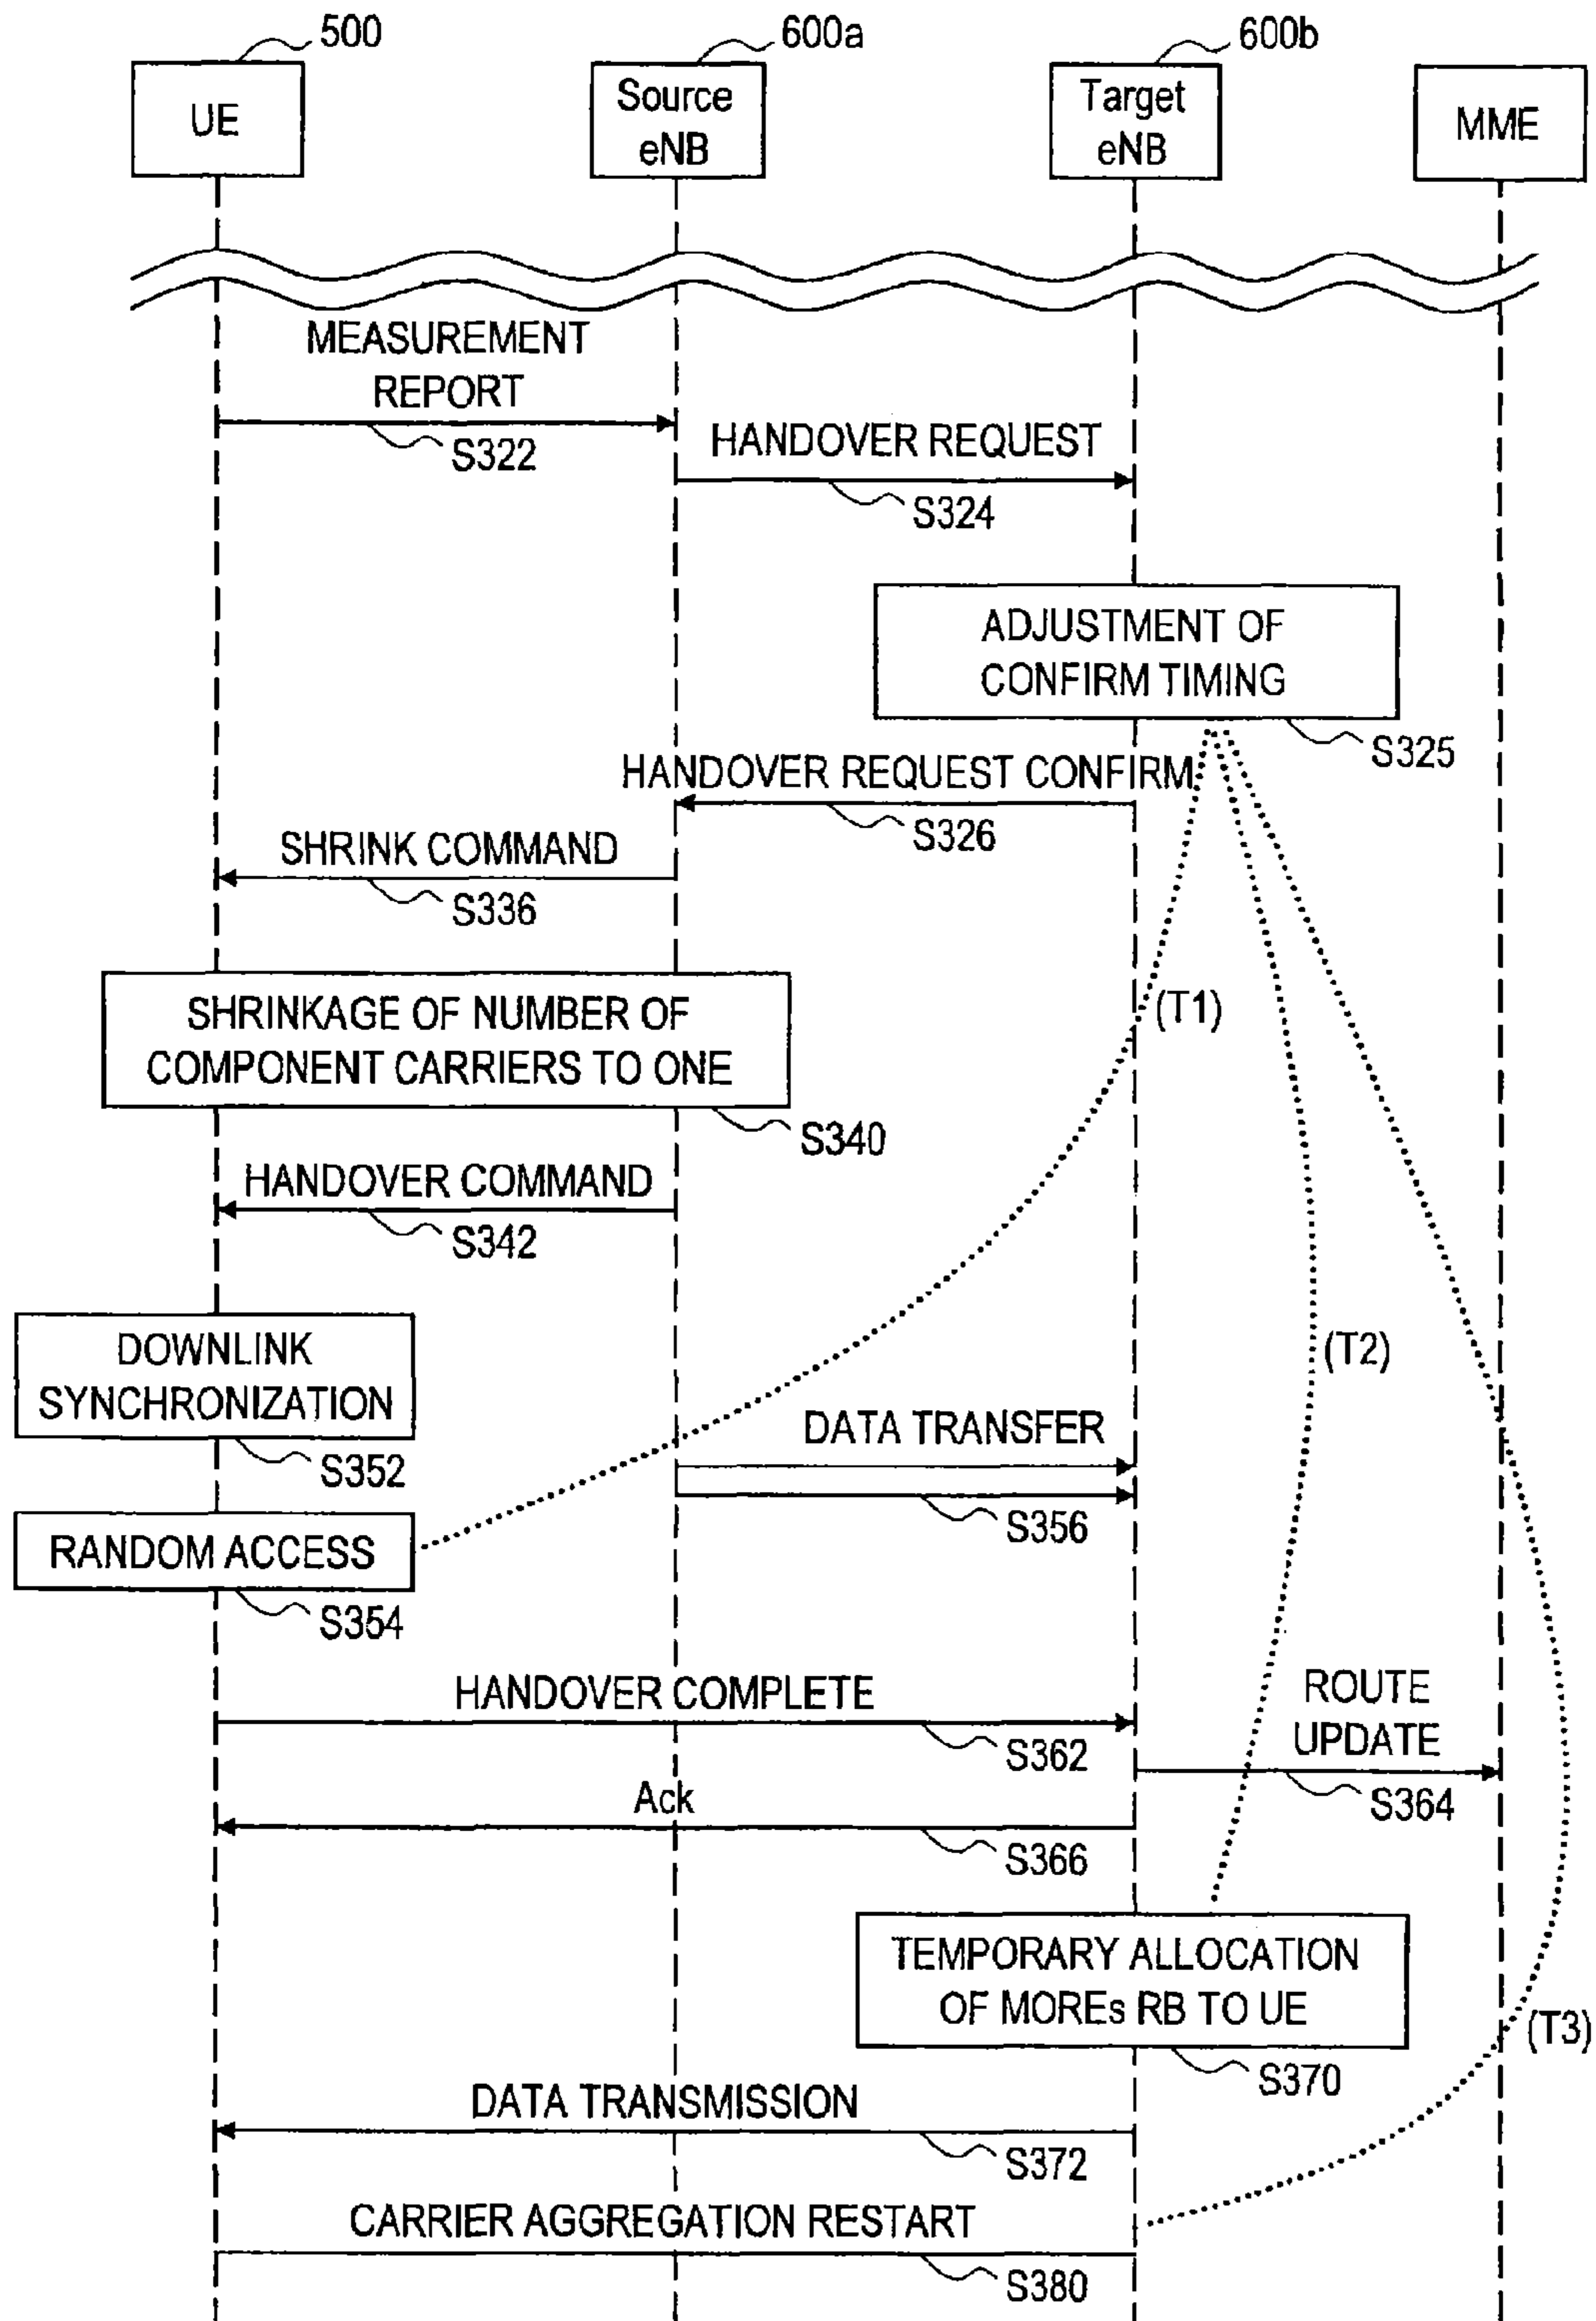 500
600a
600b
UE
Source
eNB
Target
eNB
MME
MEASUREMENT
REPORT
S322
HANDOVER REQUEST
S324
ADJUSTMENT OF
CONFIRM TIMING
S325
HANDOVER REQUEST CONFIRM
S326
SHRINK COMMAND
S336
SHRINKAGE OF NUMBER OF
COMPONENT CARRIERS TO ONE
S340
(T1)
HANDOVER COMMAND
S342
DOWNLINK
SYNCHRONIZATION
S352
(T2)
DATA TRANSFER
S356
RANDOM ACCESS
S354
HANDOVER COMPLETE
S362
ROUTE
UPDATE
S364
Ack
S366
TEMPORARY ALLOCATION
OF MOREs RB TO UE
S370
(T3)
DATA TRANSMISSION
S372
CARRIER AGGREGATION RESTART
S380